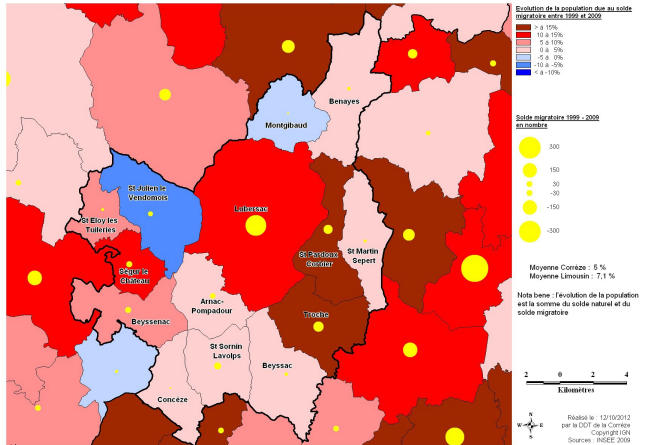 Evolution de la population due au solde
migratoire entre 1999 et 2009
> à 15%
10 à 15%
5 à 10%
0 à 5%
-5 à 0%
-10 à -5%
< à -10%
Solde migratoire 1999 - 2009
en nombre
300
150
30
-30
-150
-300
Moyenne Corrèze : 5 %
Moyenne Limousin : 7,1 %
Nota bene : l'évolution de la population
est la somme du solde naturel et du
solde migratoire
2 0 2 4
Kilomètres
N
W E
S
Réalisé le : 12/10/2012
par la DDT de la Corrèze
Copyright IGN
Sources : INSEE 2009
Benayes
Montgibaud
St Julien le
Vendomois
St Eloy les
Tuileries
Lubersac
Ségur le
Château
St Pardoux
Corbier
St Martin
Sepert
Arnac-
Pompadour
Beyssenac
Troche
St Sornin
Lavolps
Beyssac
Concèze